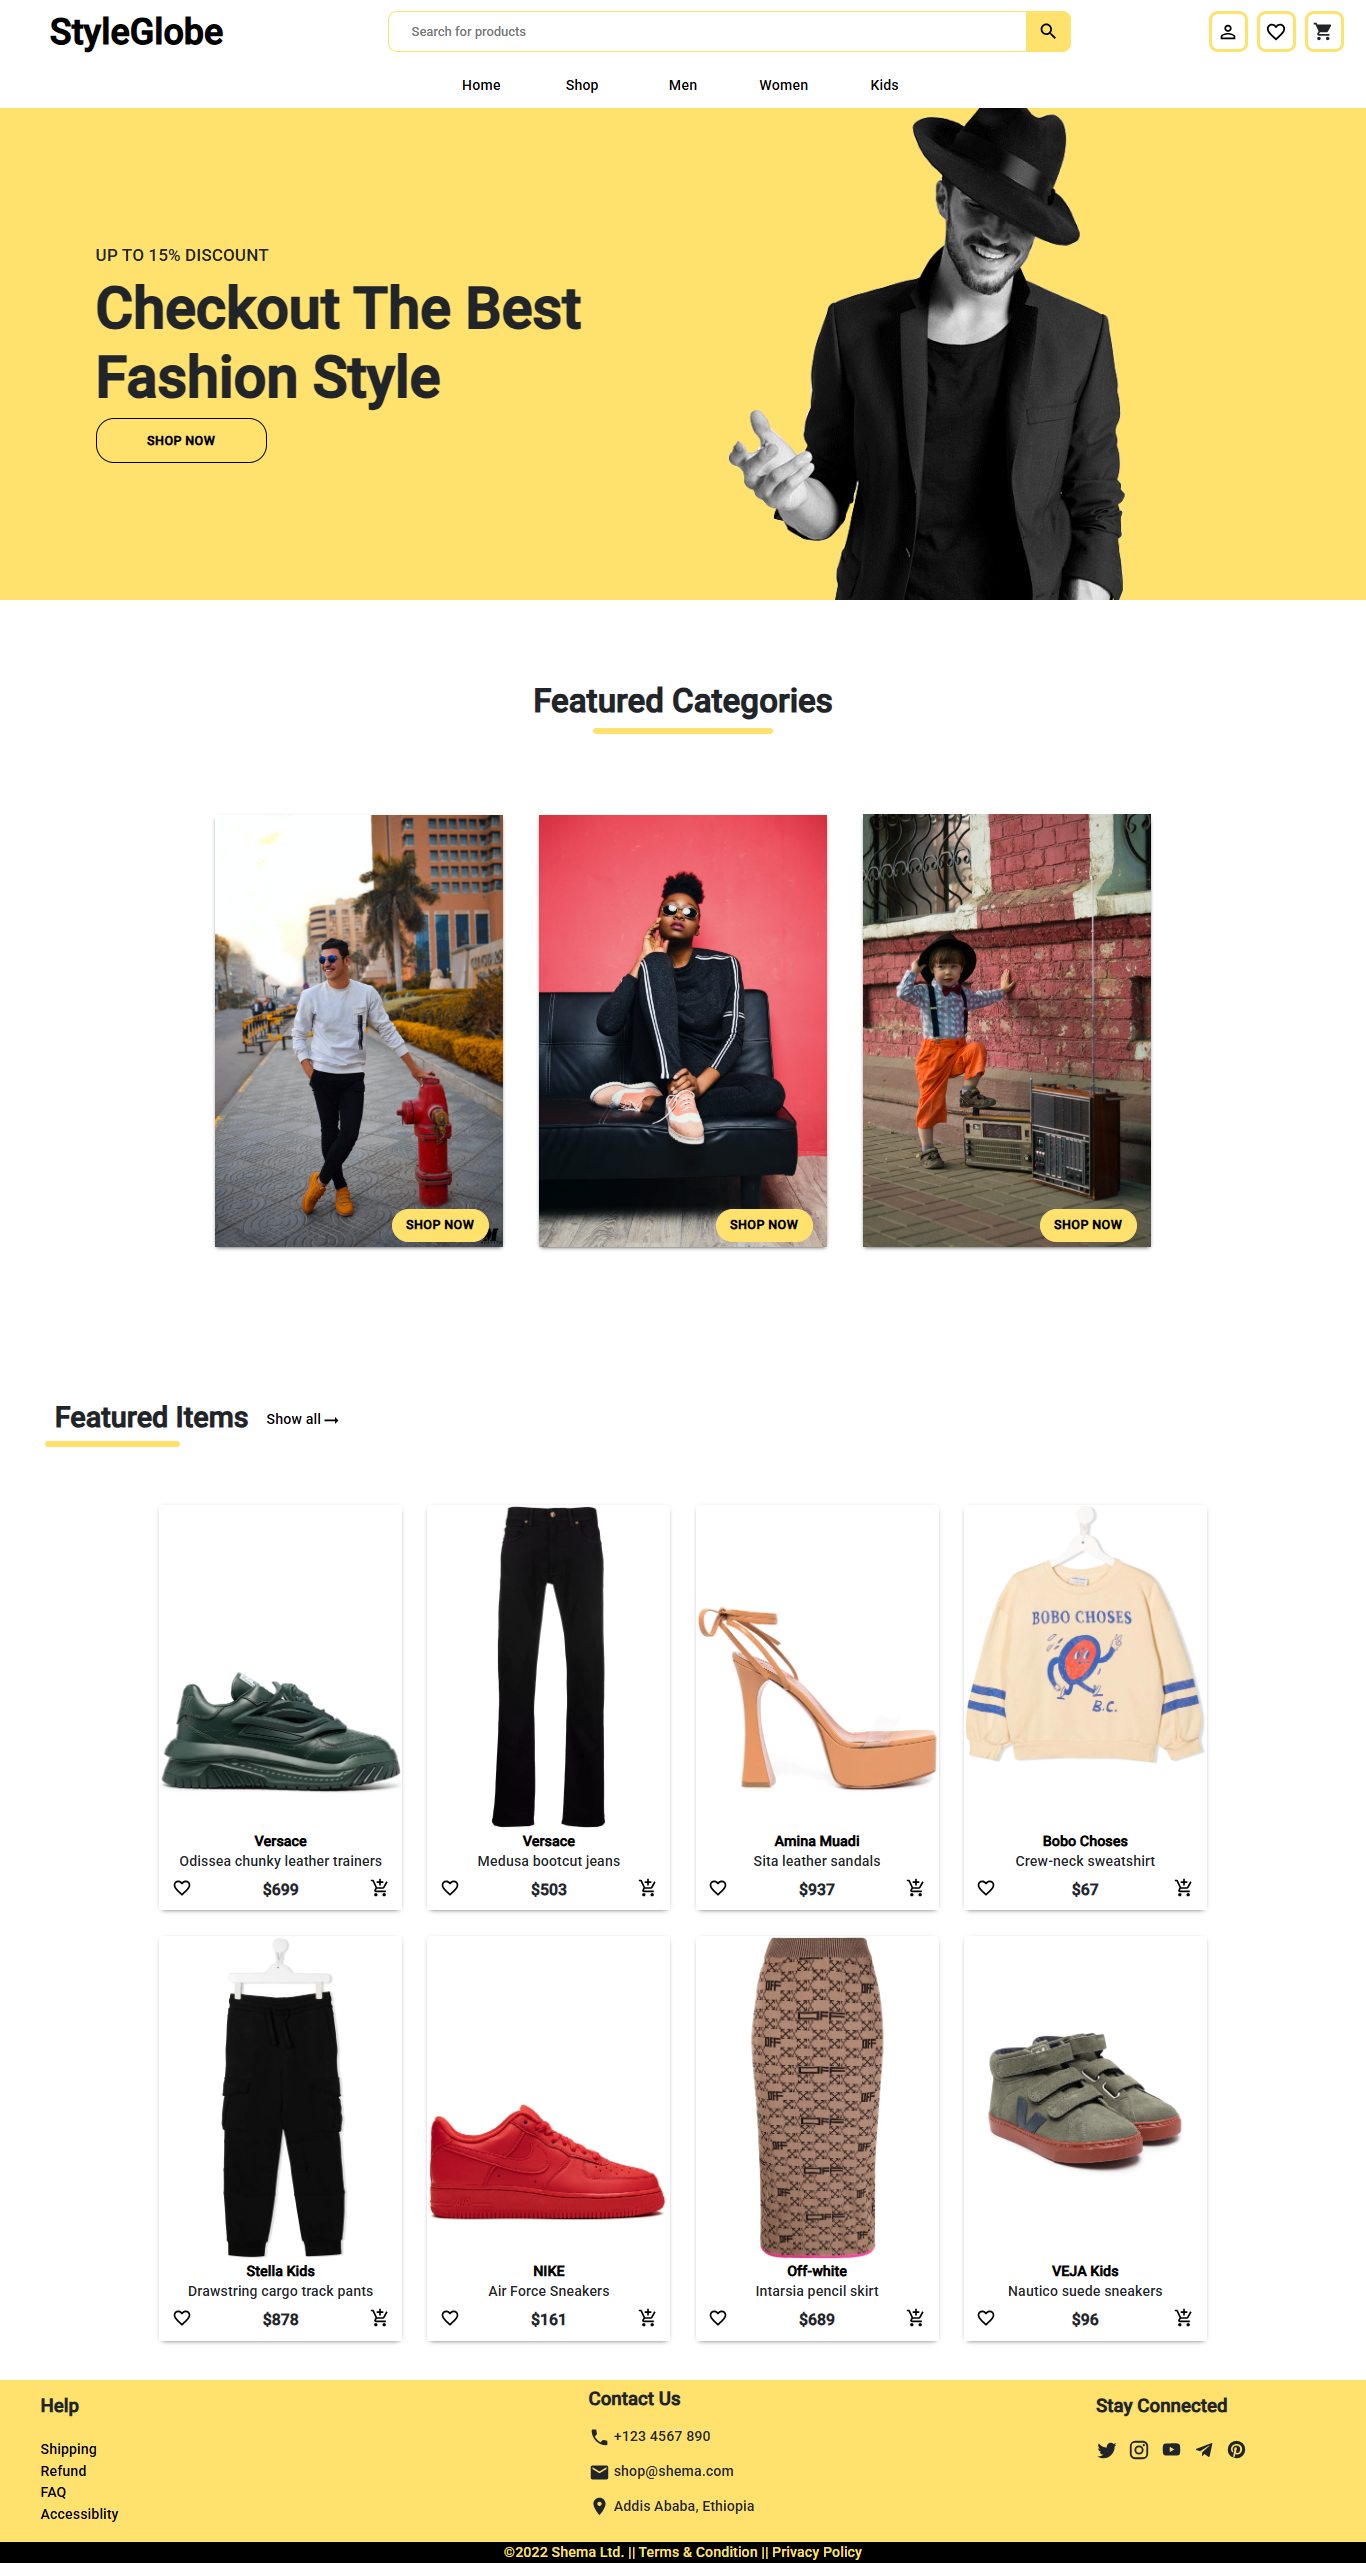 StyleGlobe
Search for products
Home Shop Men Women Kids
UP TO 15% DISCOUNT
Checkout The Best
Fashion Style
SHOP NOW
Featured Categories
SHOP NOW SHOP NOW SHOP NOW
Featured Items Show all
BOBO CHOSES
B.C.
Versace Versace Amina Muadi Bobo Choses
Odissea chunky leather trainers Medusa bootcut jeans Sita leather sandals Crew-neck sweatshirt
$699 $503 $937 $67
OFF
Stella Kids NIKE Off-white VEJA Kids
Drawstring cargo track pants Air Force Sneakers Intarsia pencil skirt Nautico suede sneakers
$878 $161 $689 $96
Help
Shipping
Refund
FAQ
Accessiblity
Contact Us
+123 4567 890
shop@shema.com
Addis Ababa, Ethiopia
Stay Connected
©2022 Shema Ltd. || Terms & Condition || Privacy Policy